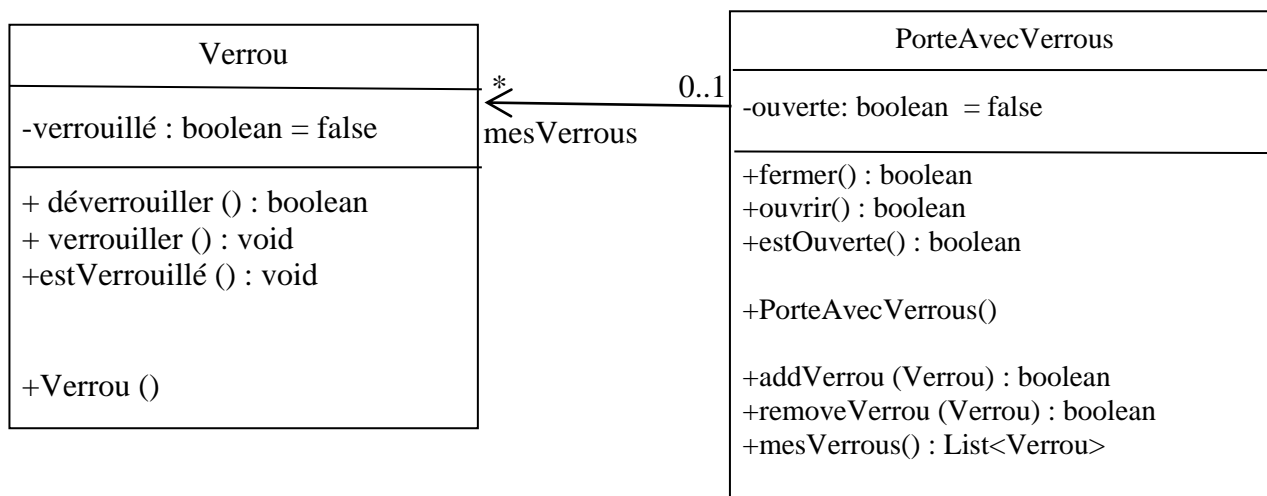 Verrou
-verrouillé : boolean = false
+ déverrouiller () : boolean
+ verrouiller () : void
+estVerrouillé () : void
+Verrou ()
*
mesVerrous
0..1
PorteAvecVerrous
-ouverte: boolean = false
+fermer() : boolean
+ouvrir() : boolean
+estOuverte() : boolean
+PorteAvecVerrous()
+addVerrou (Verrou) : boolean
+removeVerrou (Verrou) : boolean
+mesVerrous() : List<Verrou>